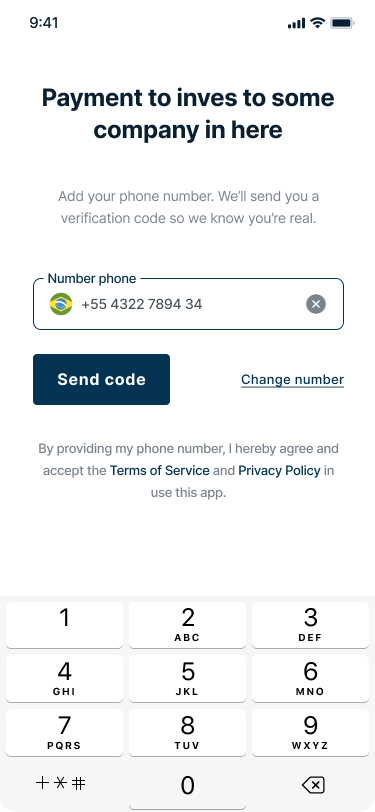 9:41
Payment to inves to some
company in here
Add your phone number. We'll send you a
verification code so we know you're real.
Number phone
+55 4322 7894 34
Send code
Change number
By providing my phone number, I hereby agree and
accept the Terms of Service and Privacy Policy in
use this app.
1
2
3
ABC
DEF
4
5
6
GHI
JKL
MNO
7
8
9
PQRS
TUV
WXYZ
+*#
0